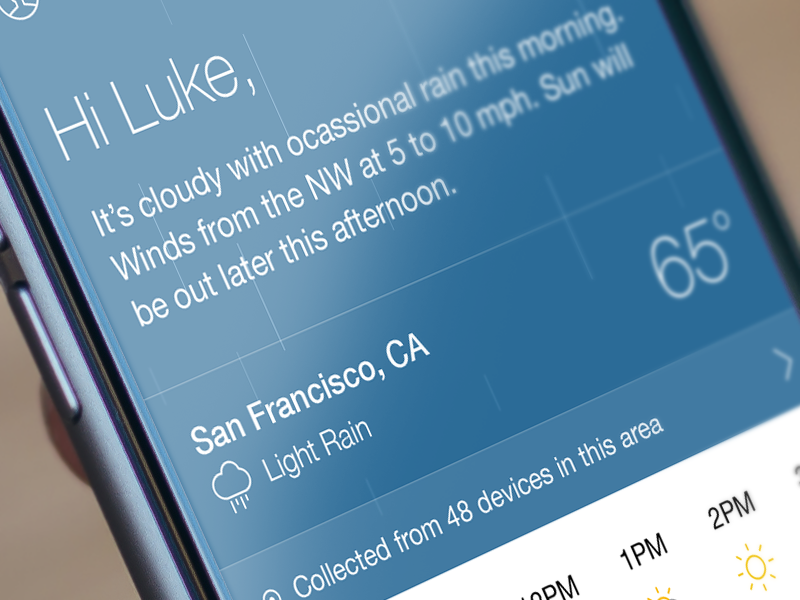 Hi Luke,
It's cloudy with ocassional rain this morning.
Winds from the NW at 5 to 10 mph. Sun will
be out later this afternoon.
65°
San Francisco, CA
Light Rain
Collected from 48 devices in this area
1PM
2PM